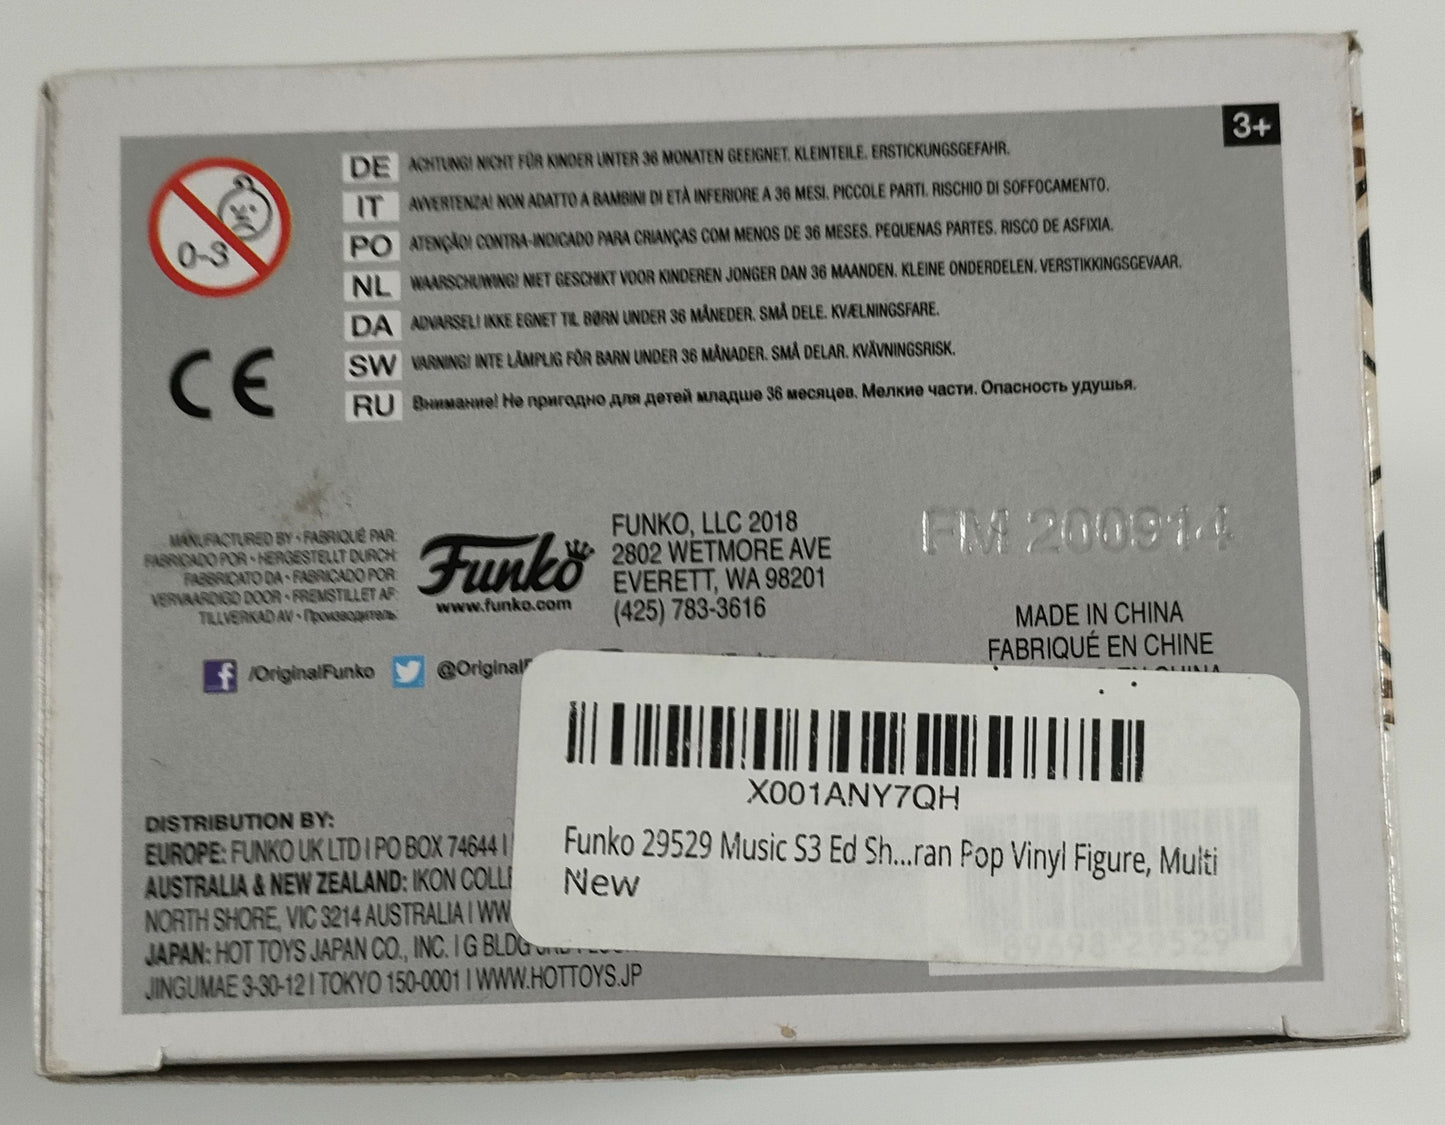 3+
0-3
DE ACHTUNG! NICHT FÜR KINDER UNTER 36 MONATEN GEEIGNET. KLEINTEILE. ERSTICKUNGSGEFAHR.
IT AVVERTENZA! NON ADATTO A BAMBINI DI ETÀ INFERIORE A 36 MESI. PICCOLE PARTI. RISCHIO DI SOFFOCAMENTO.
PO ATENÇÃO! CONTRA-INDICADO PARA CRIANÇAS COM MENOS DE 36 MESES. PEQUENAS PARTES. RISCO DE ASFIXIA.
NL WAARSCHUWING! NIET GESCHIKT VOOR KINDEREN JONGER DAN 36 MAANDEN. KLEINE ONDERDELEN. VERSTIKKINGSGEVAAR.
DA ADVARSEL! IKKE EGNET TIL BØRN UNDER 36 MÅNEDER. SMÅ DELE. KVÆLNINGSFARE.
SW VARNING! INTE LÄMPLIG FÖR BARN UNDER 36 MÅNADER. SMÅ DELAR. KVÄVNINGSRISK.
RU Внимание! Не пригодно для детей младше 36 месяцев. Мелкие части. Опасность удушья.
CE
MANUFACTURED BY • FABRIQUÉ PAR:
FABRICADO POR • HERGESTELLT DURCH:
FABBRICATO DA • FABRICADO POR:
VERVAARDIGD DOOR • FREMSTILLET AF:
TILLVERKAD AV • Производитель:
Funko
www.funko.com
FUNKO, LLC 2018
2802 WETMORE AVE
EVERETT, WA 98201
(425) 783-3616
FM 200914
MADE IN CHINA
FABRIQUÉ EN CHINE
EN CHINA
f /OriginalFunko @OriginalF
X001ANY7QH
Funko 29529 Music S3 Ed Sh...ran Pop Vinyl Figure, Multi
New
DISTRIBUTION BY:
EUROPE: FUNKO UK LTD I PO BOX 74644 I
AUSTRALIA & NEW ZEALAND: IKON COLL
NORTH SHORE, VIC 3214 AUSTRALIA I WW
JAPAN: HOT TOYS JAPAN CO., INC. I G BLDG
JINGUMAE 3-30-12 I TOKYO 150-0001 I WWW.HOTTOYS.JP